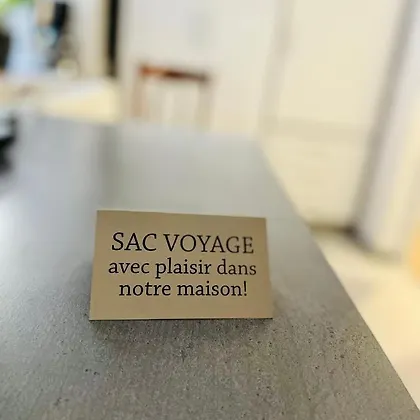 SAC VOYAGE
avec plaisir dans
notre maison!